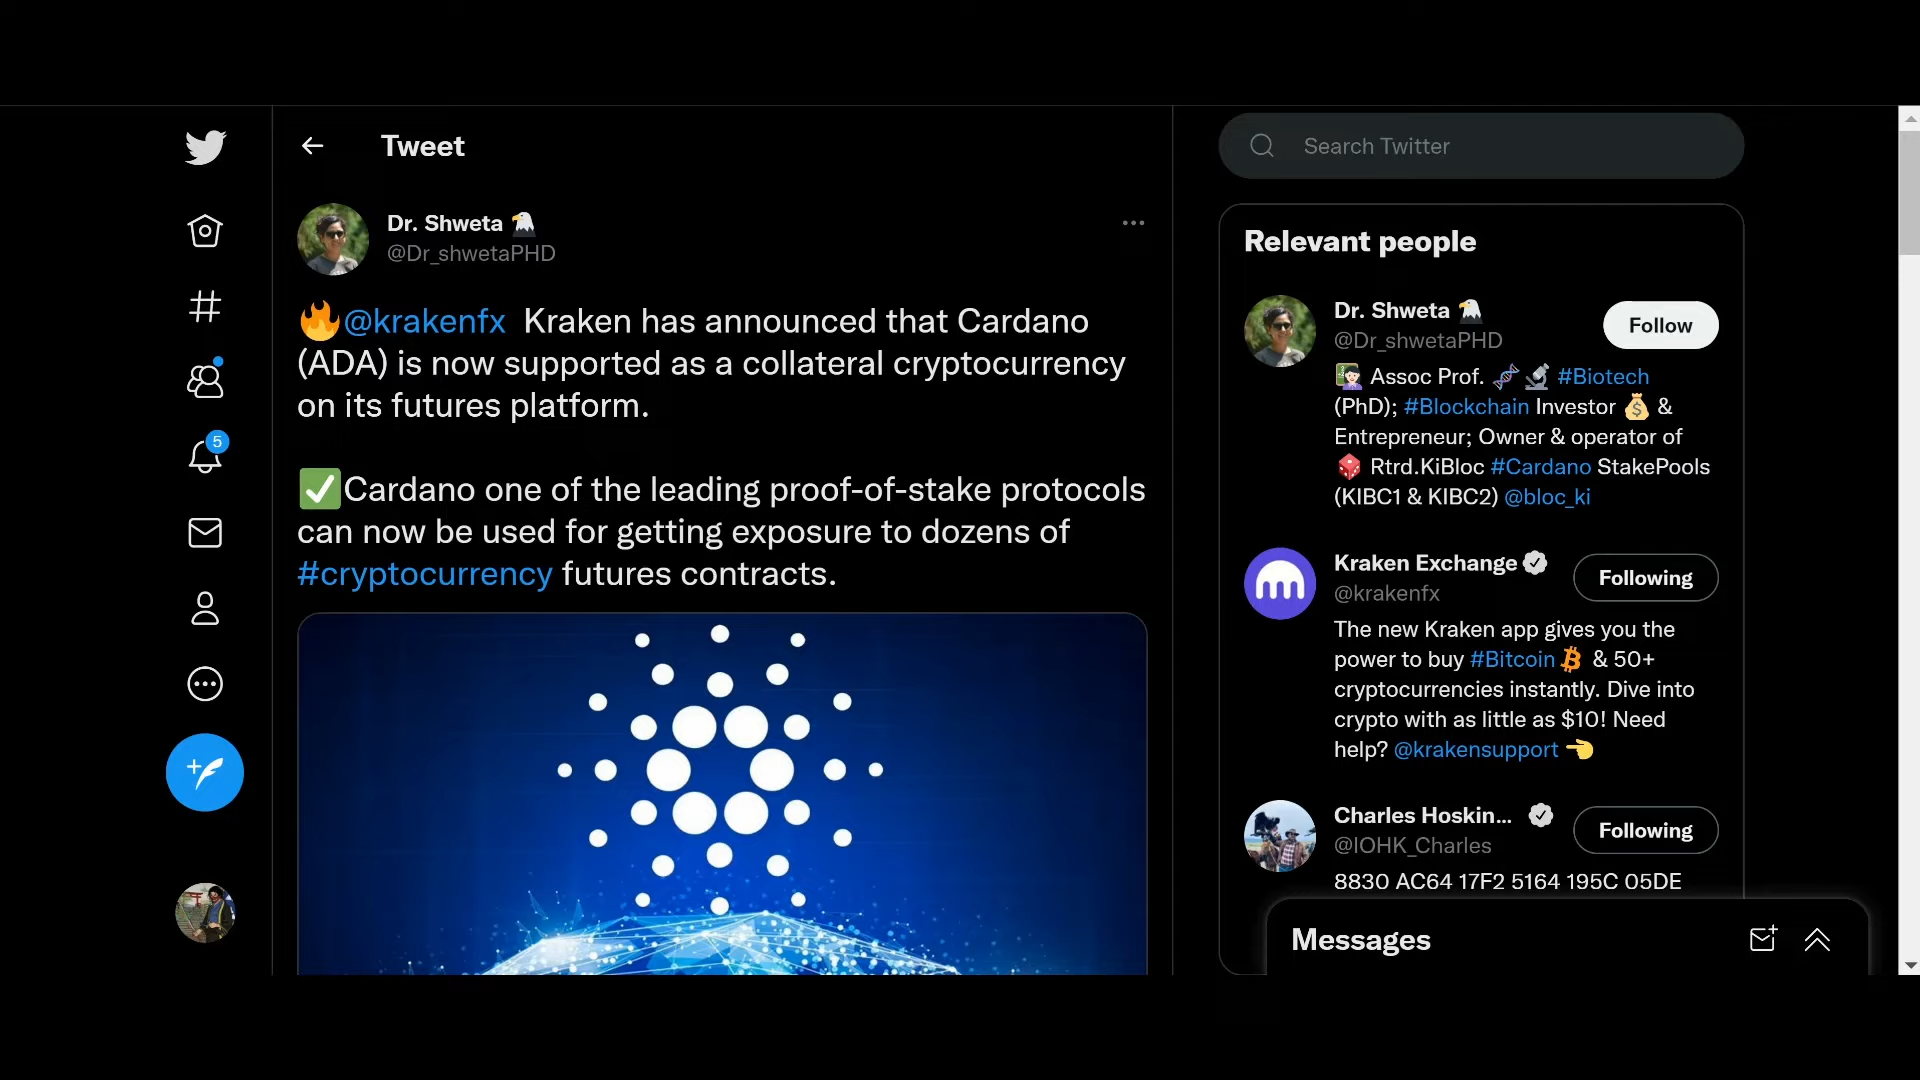 Tweet
Dr. Shweta 🦅
@Dr_shwetaPHD
🔥@krakenfx Kraken has announced that Cardano
(ADA) is now supported as a collateral cryptocurrency
on its futures platform.
✅Cardano one of the leading proof-of-stake protocols
can now be used for getting exposure to dozens of
#cryptocurrency futures contracts.
5
Search Twitter
Relevant people
Dr. Shweta 🦅
@Dr_shwetaPHD
Follow
👩‍🏫 Assoc Prof. 🧬🔬 #Biotech
(PhD); #Blockchain Investor 💰 &
Entrepreneur; Owner & operator of
🎲 Rtrd.KiBloc #Cardano StakePools
(KIBC1 & KIBC2) @bloc_ki
Kraken Exchange
@krakenfx
Following
The new Kraken app gives you the
power to buy #Bitcoin & 50+
cryptocurrencies instantly. Dive into
crypto with as little as $10! Need
help? @krakensupport 👈
Charles Hoskin...
@IOHK_Charles
Following
8830 AC64 17F2 5164 195C 05DE
Messages